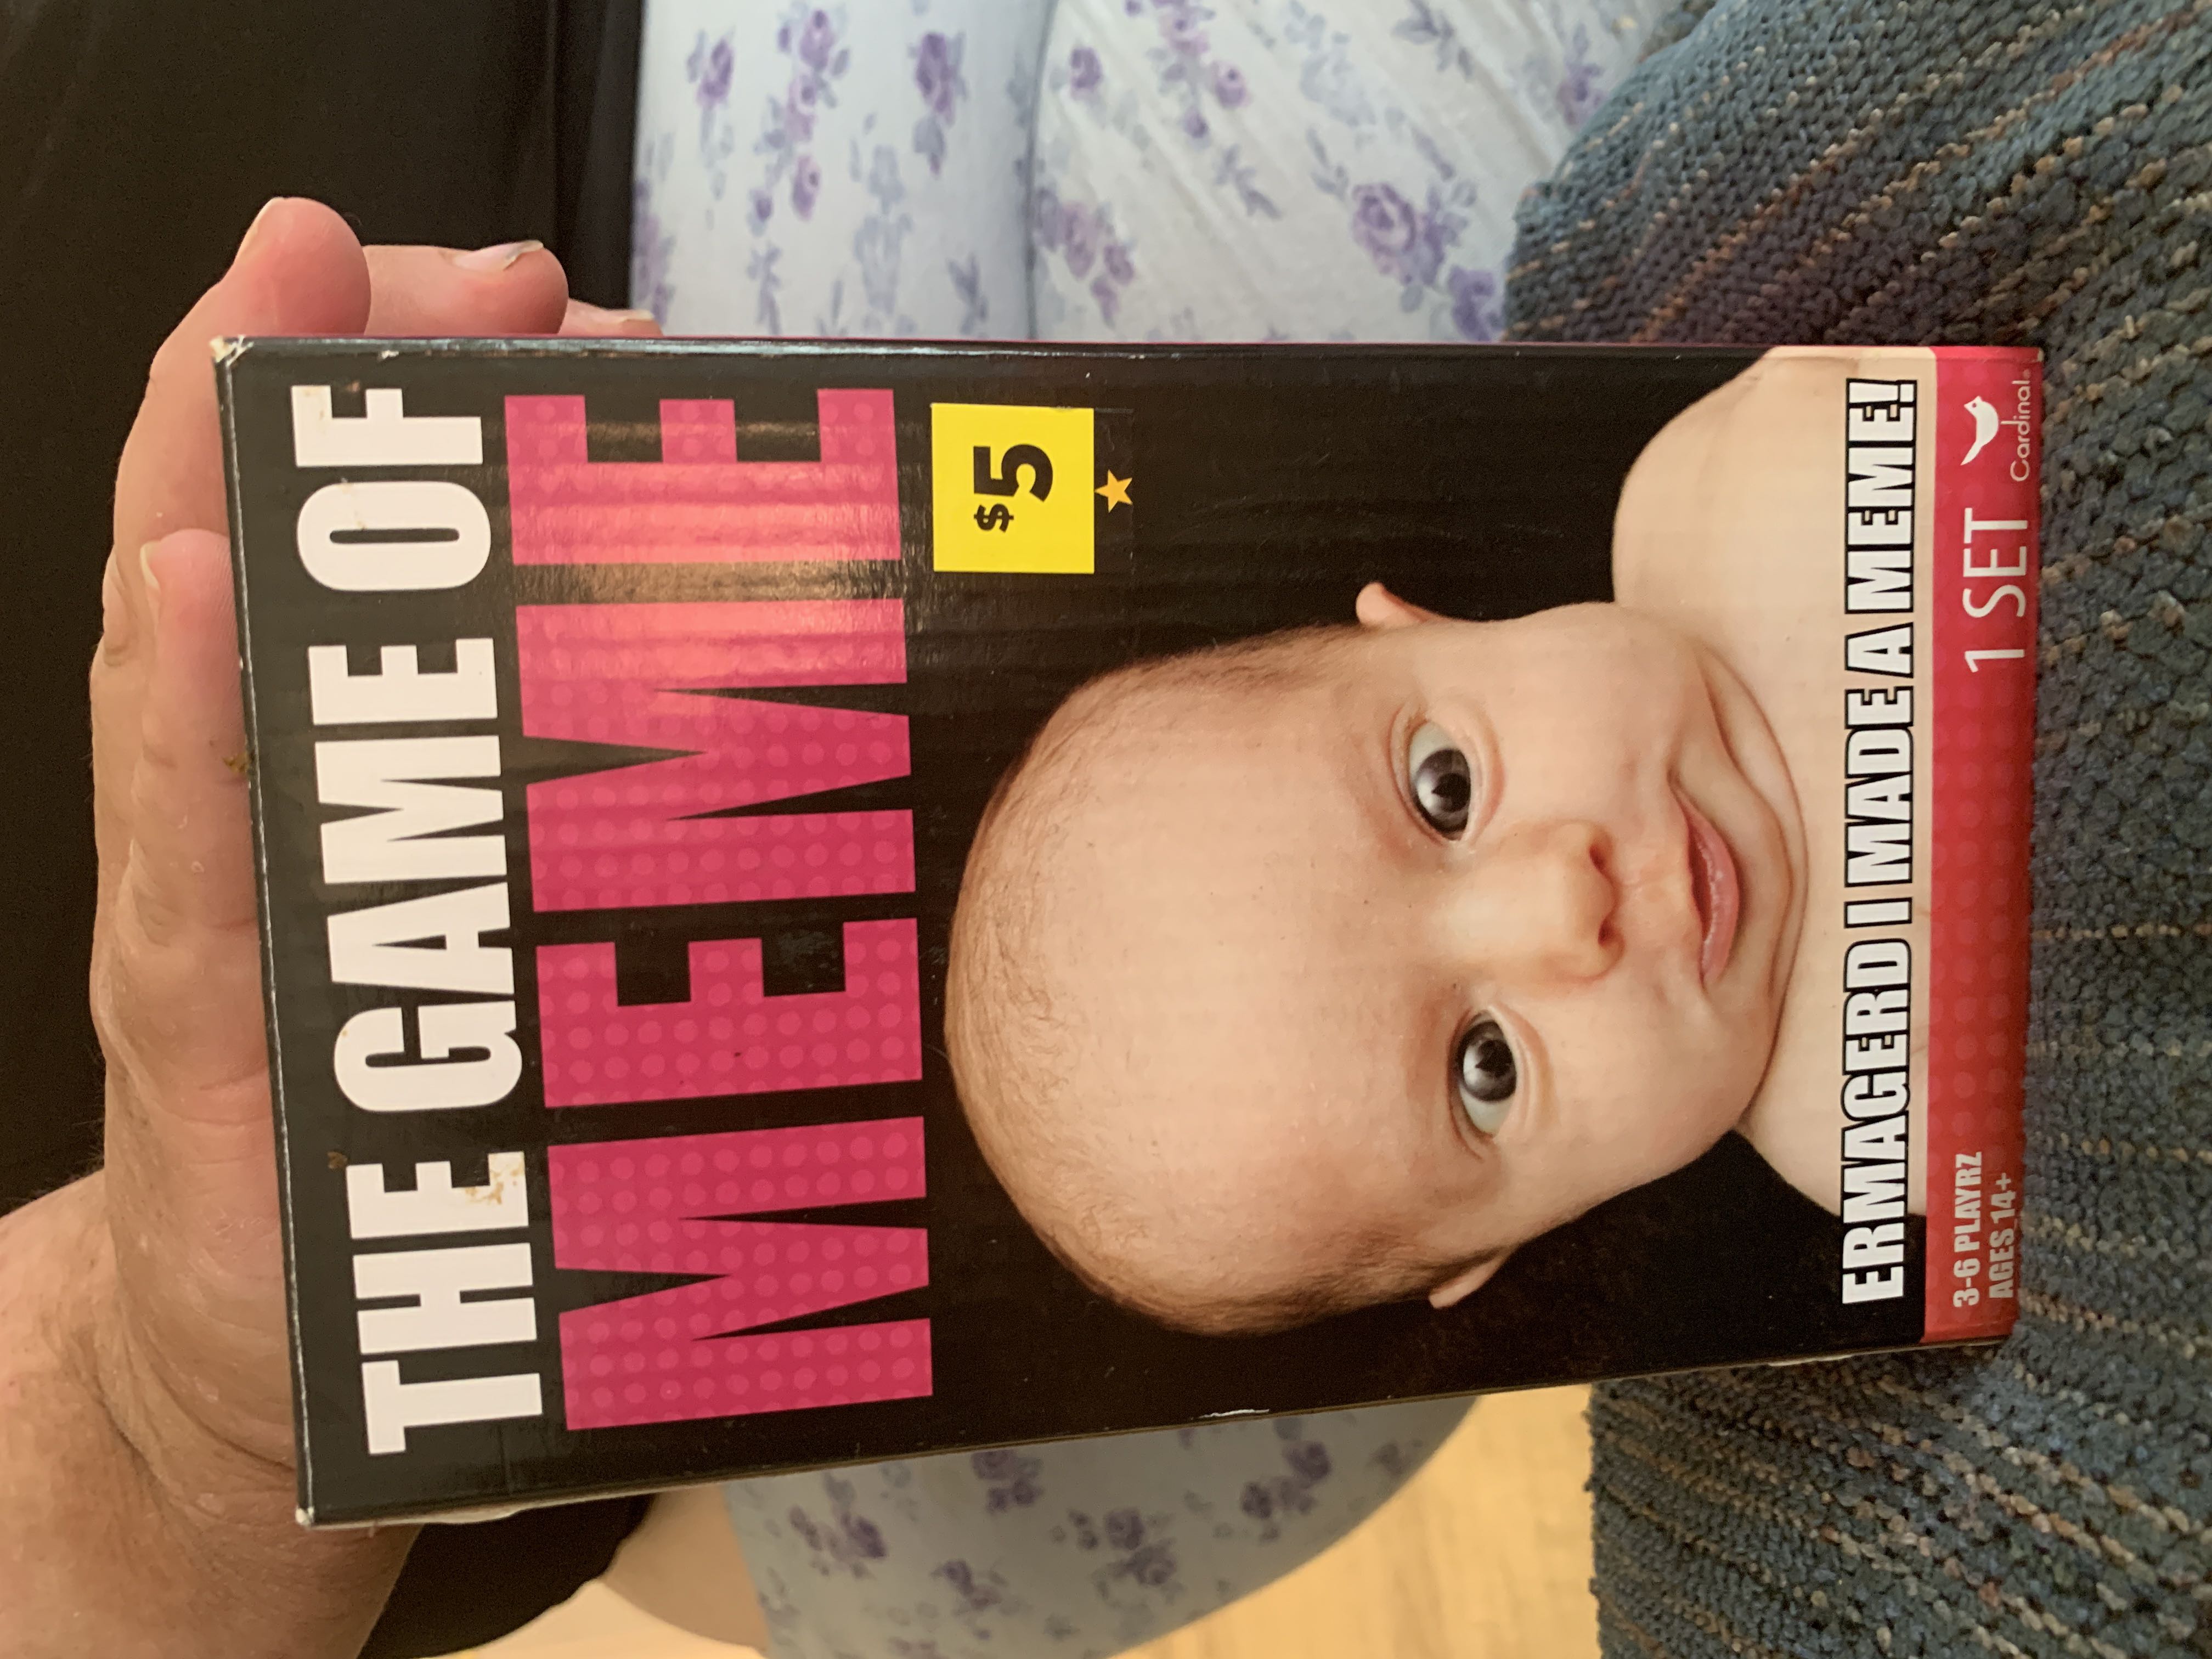 THE GAME OF
MEME
$5
ERMAGERD I MADE A MEME!
3-6 PLAYRZ
AGES 14+
1 SET
Cardinal®